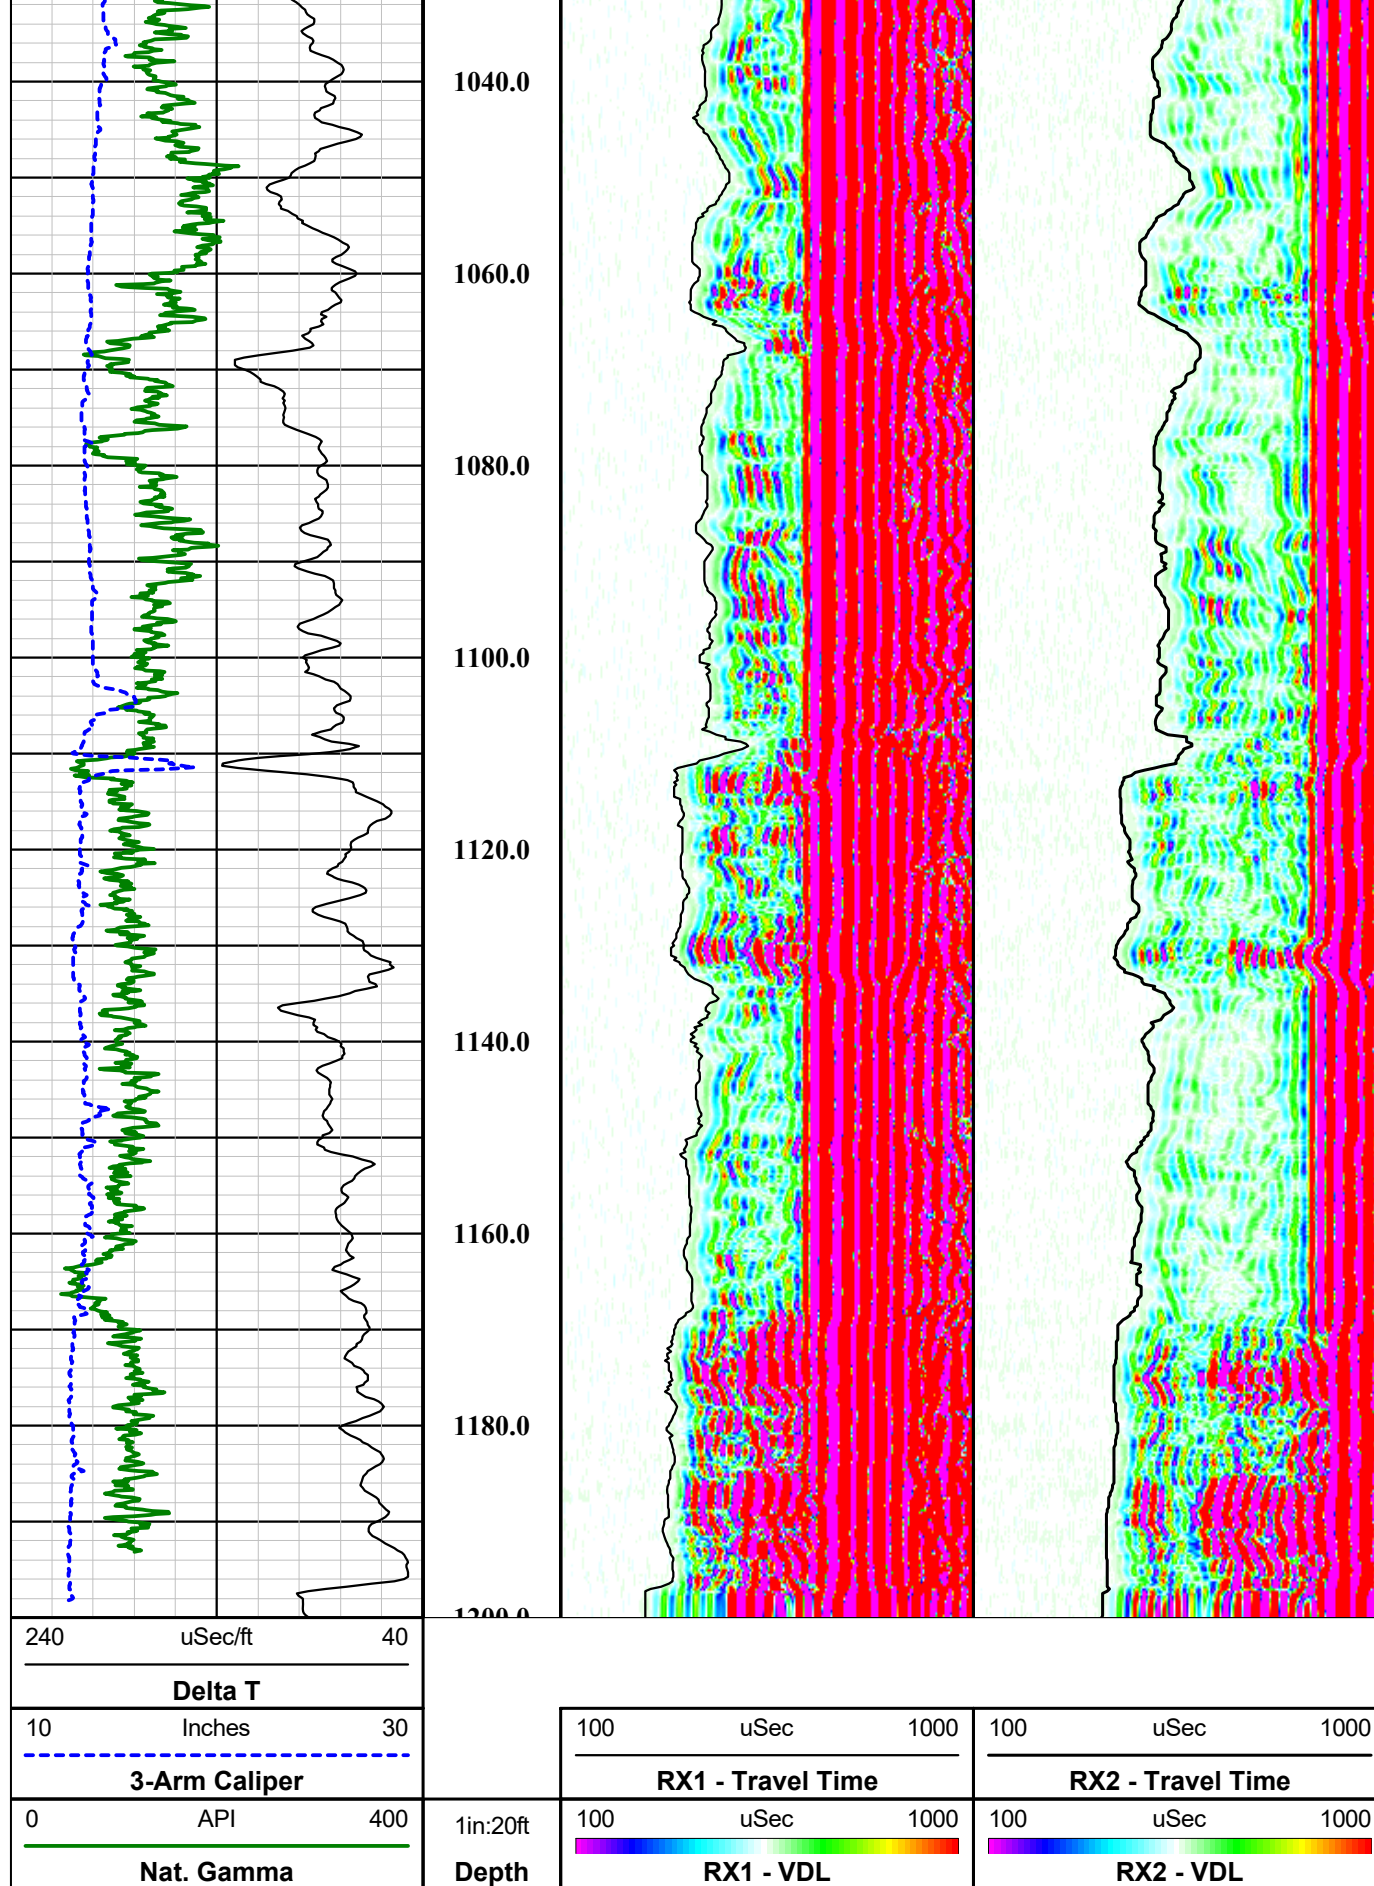 1040.0
1060.0
1080.0
1100.0
1120.0
1140.0
1160.0
1180.0
1200.0
240 uSec/ft 40
Delta T
10 Inches 30
3-Arm Caliper
0 API 400
Nat. Gamma
1in:20ft
Depth
100 uSec 1000
RX1 - Travel Time
100 uSec 1000
RX1 - VDL
100 uSec 1000
RX2 - Travel Time
100 uSec 1000
RX2 - VDL